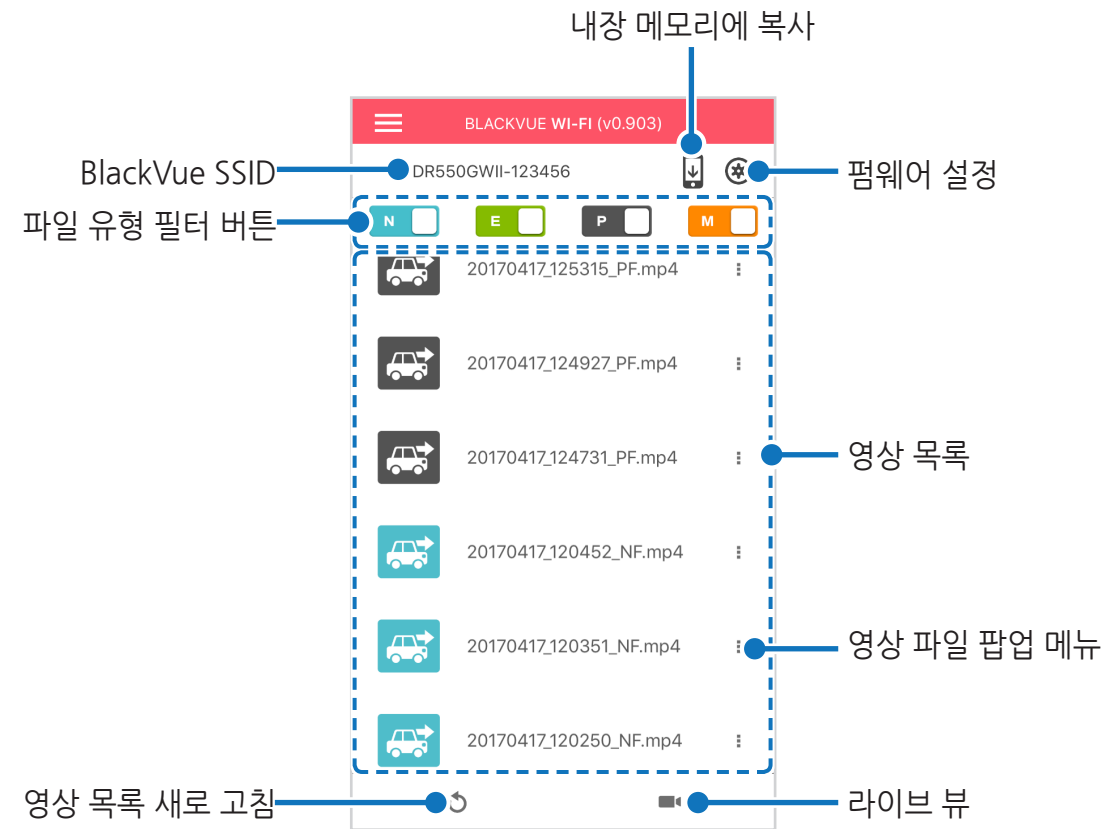 내장 메모리에 복사
BLACKVUE WI-FI (v0.903)
BlackVue SSID
DR550GWII-123456
펌웨어 설정
파일 유형 필터 버튼
N E P M
20170417_125315_PF.mp4
20170417_124927_PF.mp4
20170417_124731_PF.mp4
영상 목록
20170417_120452_NF.mp4
20170417_120351_NF.mp4
영상 파일 팝업 메뉴
20170417_120250_NF.mp4
영상 목록 새로 고침
라이브 뷰